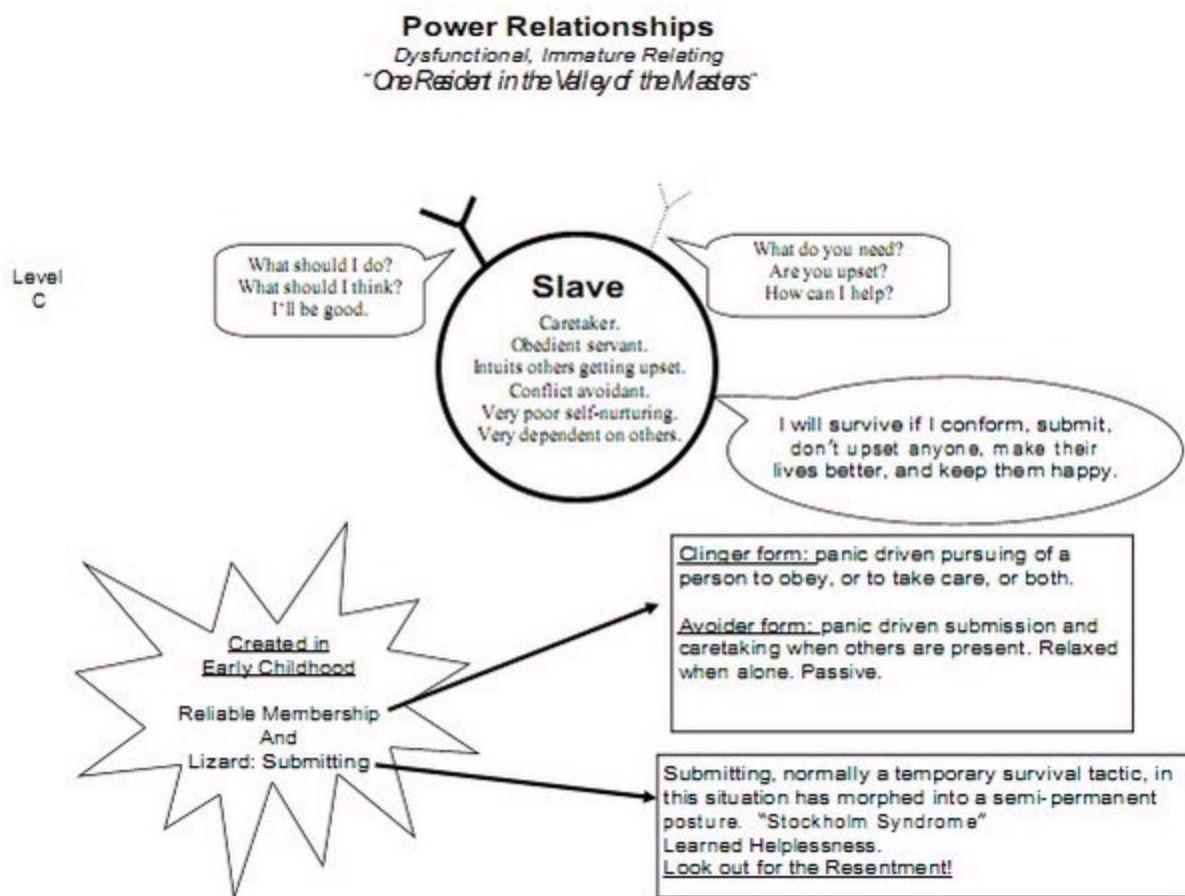 Power Relationships
Dysfunctional, Immature Relating
"One Resident in the Valley of the Masters"
Level
C
What should I do?
What should I think?
I'll be good.
What do you need?
Are you upset?
How can I help?
Slave
Caretaker.
Obedient servant.
Intuits others getting upset.
Conflict avoidant.
Very poor self-nurturing.
Very dependent on others.
I will survive if I conform, submit,
don't upset anyone, make their
lives better, and keep them happy.
Created in
Early Childhood
Reliable Membership
And
Lizard: Submitting
Clinger form: panic driven pursuing of a
person to obey, or to take care, or both.
Avoider form: panic driven submission and
caretaking when others are present. Relaxed
when alone. Passive.
Submitting, normally a temporary survival tactic, in
this situation has morphed into a semi-permanent
posture. "Stockholm Syndrome"
Learned Helplessness.
Look out for the Resentment!